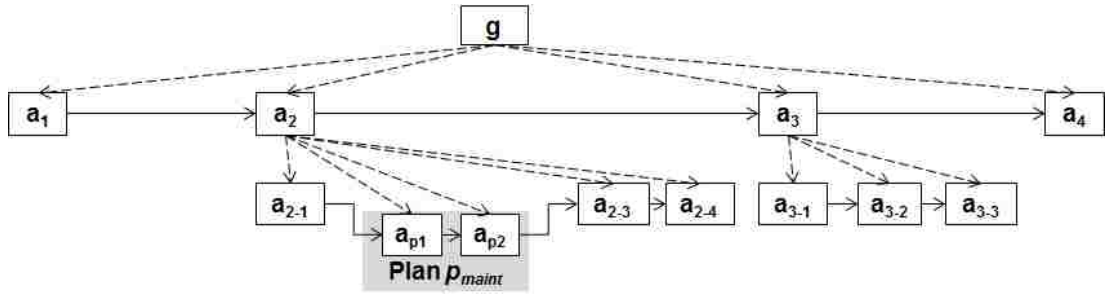 g
a1 a2 a3 a4
a2-1 a2-3 a2-4 a3-1 a3-2 a3-3
ap1 ap2
Plan pmaint